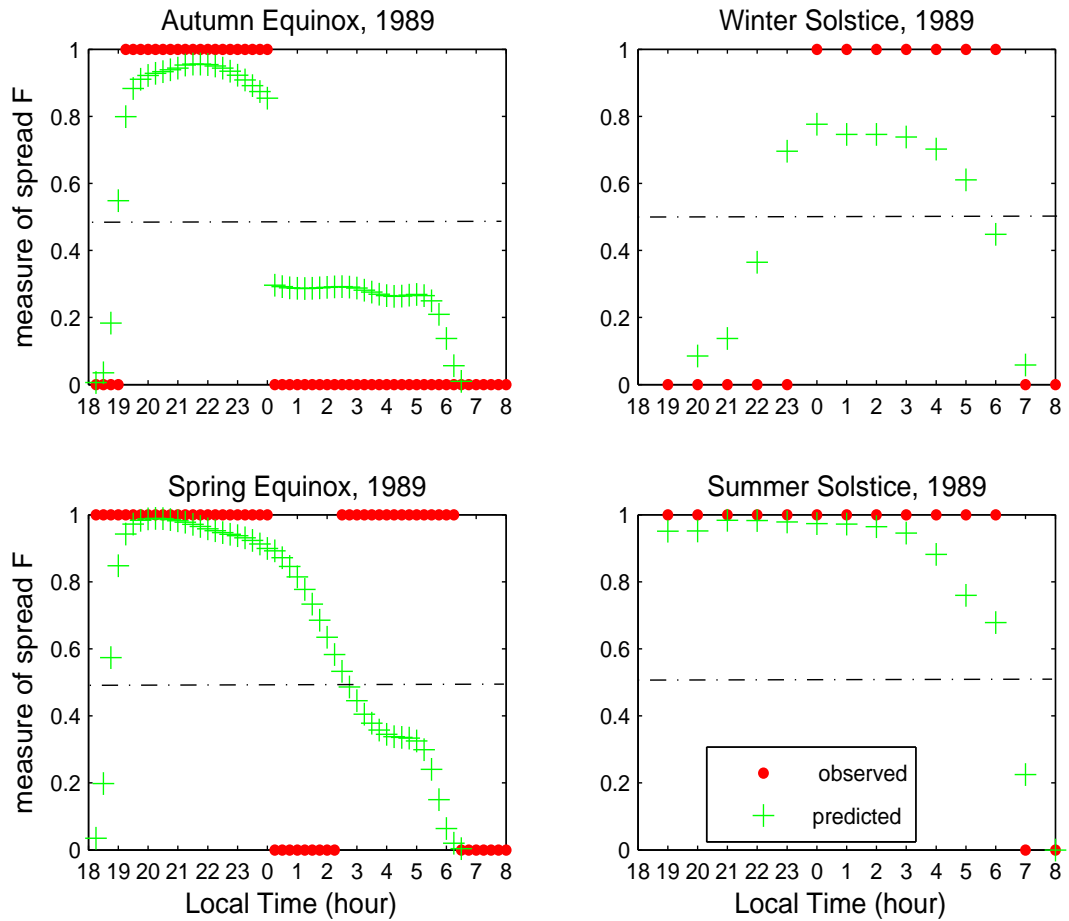 Autumn Equinox, 1989
measure of spread F
1
0.8
0.6
0.4
0.2
0
18 19 20 21 22 23 0 1 2 3 4 5 6 7 8
Winter Solstice, 1989
1
0.8
0.6
0.4
0.2
0
18 19 20 21 22 23 0 1 2 3 4 5 6 7 8
Spring Equinox, 1989
measure of spread F
1
0.8
0.6
0.4
0.2
0
18 19 20 21 22 23 0 1 2 3 4 5 6 7 8
Local Time (hour)
Summer Solstice, 1989
1
0.8
0.6
0.4
0.2
0
observed
predicted
18 19 20 21 22 23 0 1 2 3 4 5 6 7 8
Local Time (hour)